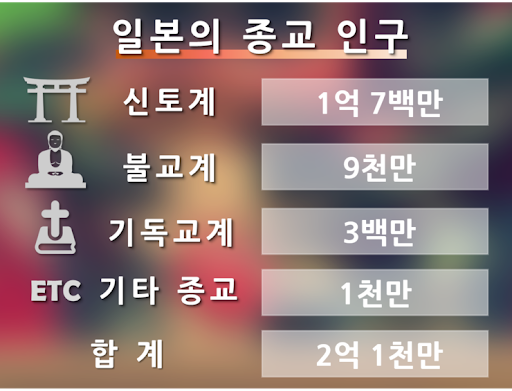 일본의 종교 인구
신토계 1억 7백만
불교계 9천만
기독교계 3백만
ETC 기타 종교 1천만
합 계 2억 1천만